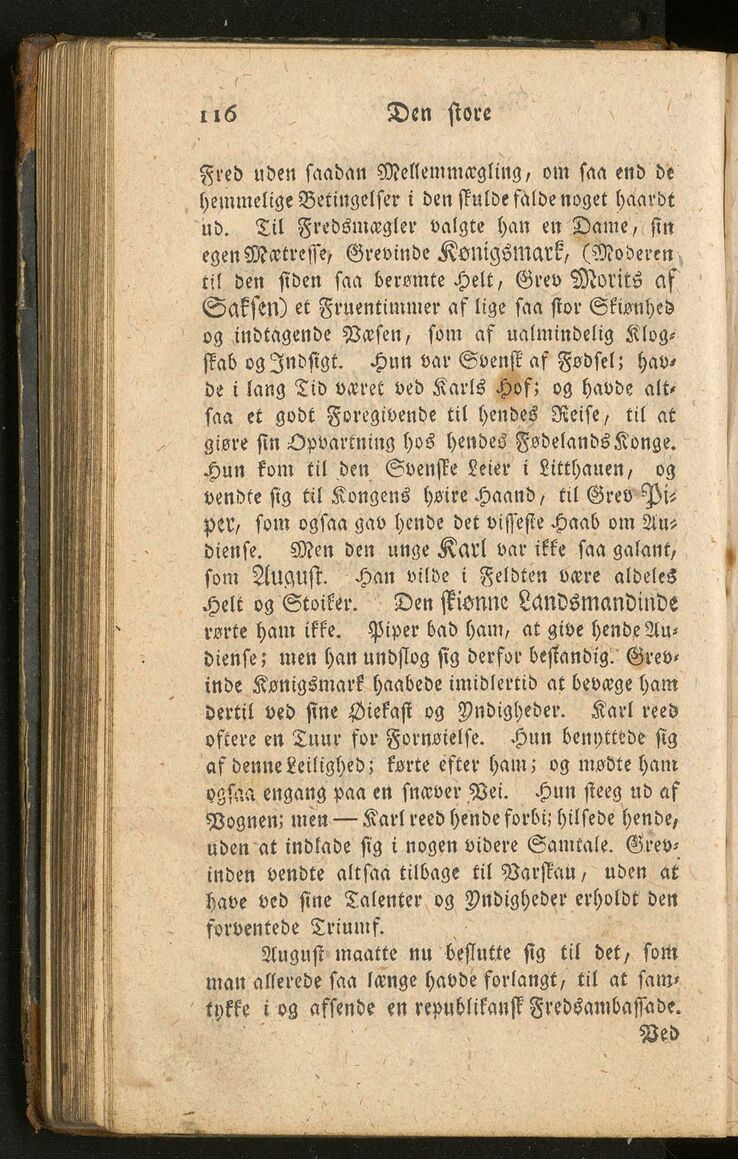 116 Den store
Fred uden saadan Mellemmægling, om saa end de
hemmelige Betingelser i den skulde falde noget haardt
ud. Til Fredsmægler valgte han en Dame, sin
egen Mætresse, Grevinde Kønigsmark, (Moderen
til den siden saa berømte Helt, Grev Morits af
Saksen) et Fruentimmer af lige saa stor Skiønhed
og indtagende Væsen, som af ualmindelig Klog-
skab og Indsigt. Hun var Svensk af Fødsel; hav-
de i lang Tid været ved Karls Hof; og havde alt-
saa et godt Foregivende til hendes Reise, til at
giøre sin Opvartning hos hendes Fødelands Konge.
Hun kom til den Svenske Leier i Litthauen, og
vendte sig til Kongens høire Haand, til Grev Pi-
per, som ogsaa gav hende det visseste Haab om Au-
diense. Men den unge Karl var ikke saa galant,
som August. Han vilde i Feldten være aldeles
Helt og Stoiker. Den skiønne Landsmandinde
rørte ham ikke. Piper bad ham, at give hende Au-
diense; men han undslog sig derfor bestandig. Grev-
inde Kønigsmark haabede imidlertid at bevæge ham
dertil ved sine Øiekast og Yndigheder. Karl reed
oftere en Tuur for Fornøielse. Hun benyttede sig
af denne Leilighed; kørte efter ham; og mødte ham
ogsaa engang paa en snæver Vei. Hun steeg ud af
Vognen; men — Karl reed hende forbi; hilsede hende,
uden at indlade sig i nogen videre Samtale. Grev-
inden vendte altsaa tilbage til Varskau, uden at
have ved sine Talenter og Yndigheder erholdt den
forventede Triumf.
August maatte nu beslutte sig til det, som
man allerede saa længe havde forlangt, til at sam-
tykke i og afsende en republikansk Fredsambassade.
Ved